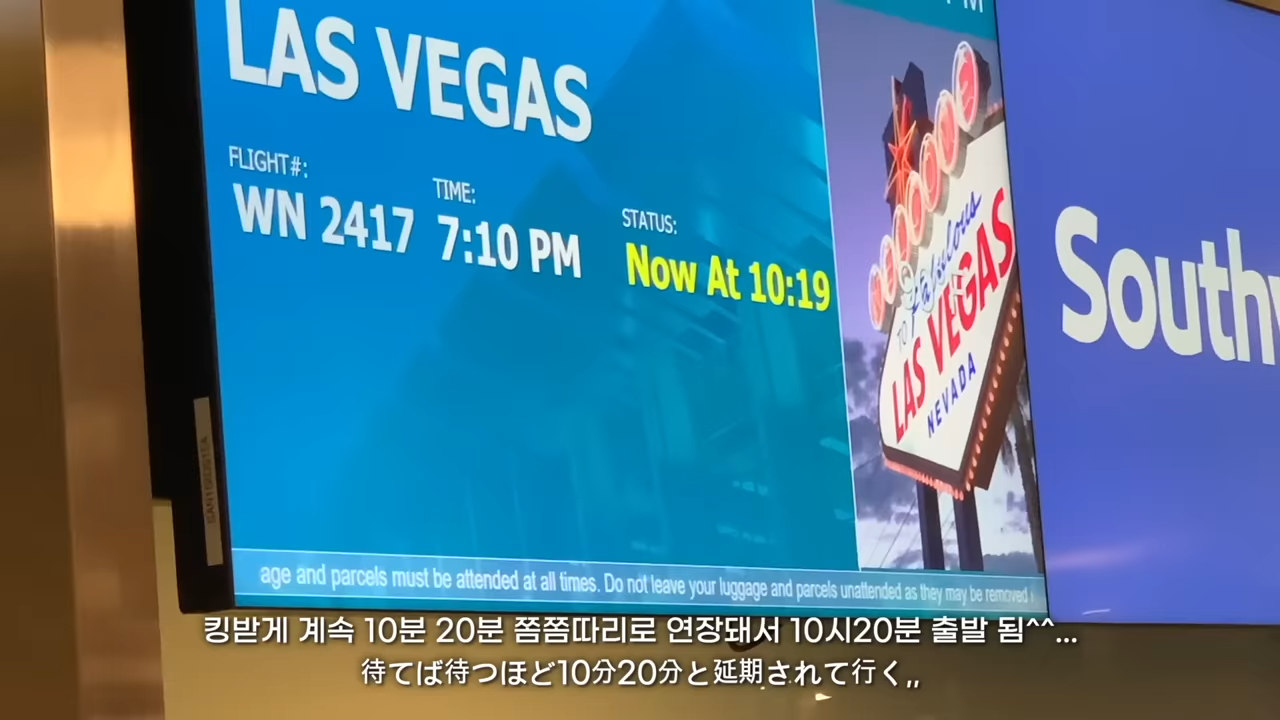 LAS VEGAS
FLIGHT#:
WN 2417
TIME:
7:10 PM
STATUS:
Now At 10:19
TO Fabulous
LAS VEGAS
NEVADA
South
age and parcels must be attended at all times. Do not leave your luggage and parcels unattended as they may be removed
킹받게 계속 10분 20분 쫌쫌따리로 연장돼서 10시20분 출발 됨^^...
待てば待つほど10分20分と延期されて行く,,